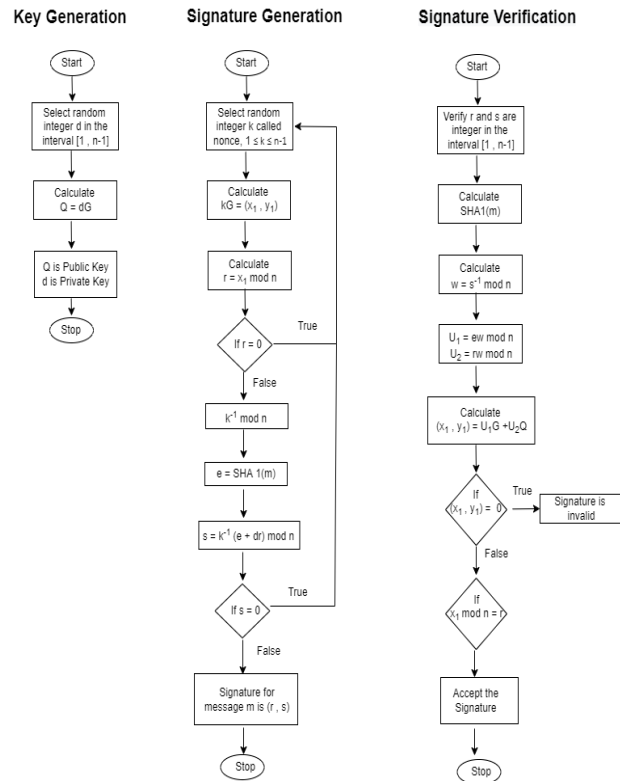 Key Generation
Start
Select random
integer d in the
interval [1 , n-1]
Calculate
Q = dG
Q is Public Key
d is Private Key
Stop
Signature Generation
Start
Select random
integer k called
nonce, 1 ≤ k ≤ n-1
Calculate
kG = (x₁ , y₁)
Calculate
r = x₁ mod n
True
If r = 0
False
k⁻¹ mod n
e = SHA 1(m)
s = k⁻¹ (e + dr) mod n
True
If s = 0
False
Signature for
message m is (r , s)
Stop
Signature Verification
Start
Verify r and s are
integer in the
interval [1 , n-1]
Calculate
SHA1(m)
Calculate
w = s⁻¹ mod n
U₁ = ew mod n
U₂ = rw mod n
Calculate
(x₁ , y₁) = U₁G +U₂Q
If
(x₁ , y₁) = 0
True
Signature is
invalid
False
If
x₁ mod n = r
Accept the
Signature
Stop